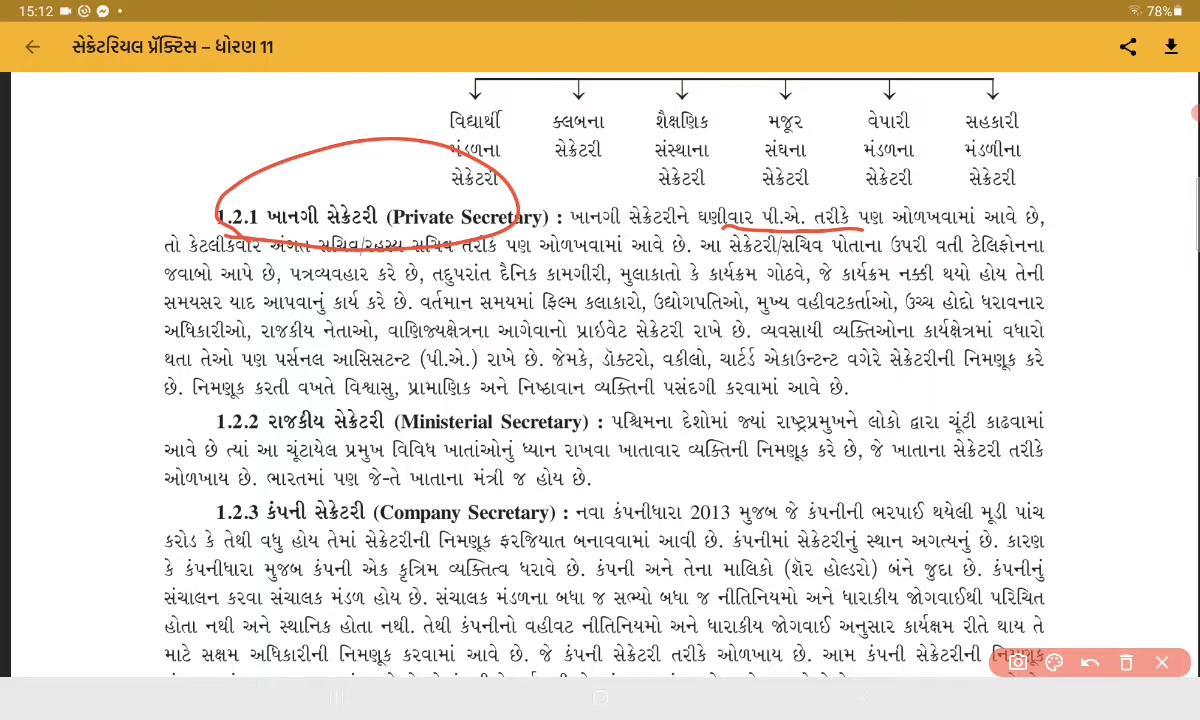 15:12
78%
સેક્રેટરિયલ પ્રૅક્ટિસ – ધોરણ 11
વિદ્યાર્થી ક્લબના શૈક્ષણિક મજૂર વેપારી સહકારી
મંડળના સેક્રેટરી સંસ્થાના સંઘના મંડળના મંડળીના
સેક્રેટરી સેક્રેટરી સેક્રેટરી સેક્રેટરી સેક્રેટરી
1.2.1 ખાનગી સેક્રેટરી (Private Secretary) : ખાનગી સેક્રેટરીને ઘણીવાર પી.એ. તરીકે પણ ઓળખવામાં આવે છે,
તો કેટલીકવાર અંગત સચિવ/રહસ્ય સચિવ તરીકે પણ ઓળખવામાં આવે છે. આ સેક્રેટરી/સચિવ પોતાના ઉપરી વતી ટેલિફોનના
જવાબો આપે છે, પત્રવ્યવહાર કરે છે, તદુપરાંત દૈનિક કામગીરી, મુલાકાતો કે કાર્યક્રમ ગોઠવે, જે કાર્યક્રમ નક્કી થયો હોય તેની
સમયસર યાદ આપવાનું કાર્ય કરે છે. વર્તમાન સમયમાં ફિલ્મ કલાકારો, ઉદ્યોગપતિઓ, મુખ્ય વહીવટકર્તાઓ, ઉચ્ચ હોદ્દો ધરાવનાર
અધિકારીઓ, રાજકીય નેતાઓ, વાણિજ્યક્ષેત્રના આગેવાનો પ્રાઇવેટ સેક્રેટરી રાખે છે. વ્યવસાયી વ્યક્તિઓના કાર્યક્ષેત્રમાં વધારો
થતા તેઓ પણ પર્સનલ આસિસટન્ટ (પી.એ.) રાખે છે. જેમકે, ડૉક્ટરો, વકીલો, ચાર્ટર્ડ એકાઉન્ટન્ટ વગેરે સેક્રેટરીની નિમણૂક કરે
છે. નિમણૂક કરતી વખતે વિશ્વાસુ, પ્રામાણિક અને નિષ્ઠાવાન વ્યક્તિની પસંદગી કરવામાં આવે છે.
1.2.2 રાજકીય સેક્રેટરી (Ministerial Secretary) : પશ્ચિમના દેશોમાં જ્યાં રાષ્ટ્રપ્રમુખને લોકો દ્વારા ચૂંટી કાઢવામાં
આવે છે ત્યાં આ ચૂંટાયેલ પ્રમુખ વિવિધ ખાતાંઓનું ધ્યાન રાખવા ખાતાવાર વ્યક્તિની નિમણૂક કરે છે, જે ખાતાના સેક્રેટરી તરીકે
ઓળખાય છે. ભારતમાં પણ જે-તે ખાતાના મંત્રી જ હોય છે.
1.2.3 કંપની સેક્રેટરી (Company Secretary) : નવા કંપનીધારા 2013 મુજબ જે કંપનીની ભરપાઈ થયેલી મૂડી પાંચ
કરોડ કે તેથી વધુ હોય તેમાં સેક્રેટરીની નિમણૂક ફરજિયાત બનાવવામાં આવી છે. કંપનીમાં સેક્રેટરીનું સ્થાન અગત્યનું છે. કારણ
કે કંપનીધારા મુજબ કંપની એક કૃત્રિમ વ્યક્તિત્વ ધરાવે છે. કંપની અને તેના માલિકો (શૅર હોલ્ડરો) બંને જુદા છે. કંપનીનું
સંચાલન કરવા સંચાલક મંડળ હોય છે. સંચાલક મંડળના બધા જ સભ્યો બધા જ નીતિનિયમો અને ધારાકીય જોગવાઈથી પરિચિત
હોતા નથી અને સ્થાનિક હોતા નથી. તેથી કંપનીનો વહીવટ નીતિનિયમો અને ધારાકીય જોગવાઈ અનુસાર કાર્યક્ષમ રીતે થાય તે
માટે સક્ષમ અધિકારીની નિમણૂક કરવામાં આવે છે. જે કંપની સેક્રેટરી તરીકે ઓળખાય છે. આમ કંપની સેક્રેટરીની નિમણૂક